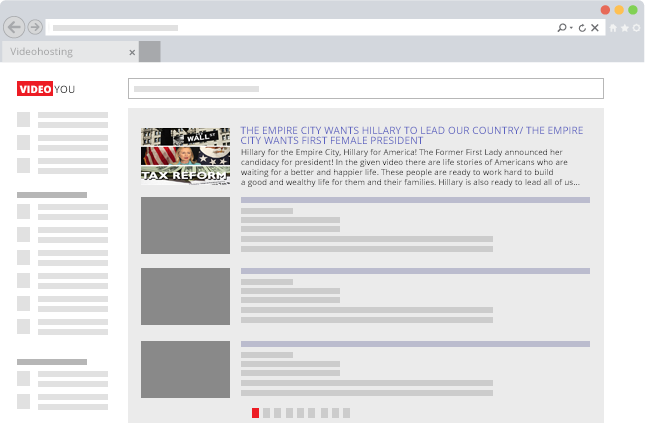 Videohosting
VIDEO YOU
WALL ST
TAX REFORM
THE EMPIRE CITY WANTS HILLARY TO LEAD OUR COUNTRY/ THE EMPIRE
CITY WANTS FIRST FEMALE PRESIDENT
Hillary for the Empire City, Hillary for America! The Former First Lady announced her
candidacy for president! In the given video there are life stories of Americans who are
waiting for a better and happier life. These people are ready to work hard to build
a good and wealthy life for them and their families. Hillary is also ready to lead all of us...